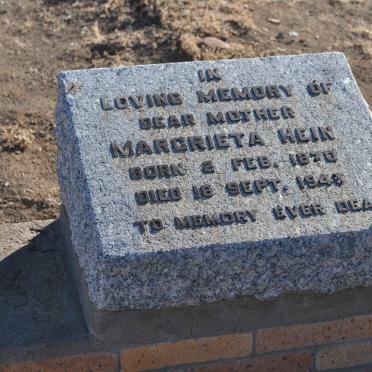 IN
LOVING MEMORY OF
DEAR MOTHER
MARGRIETA HEIN
BORN 2 FEB. 1870
DIED 18 SEPT. 1943
TO MEMORY EVER DEA